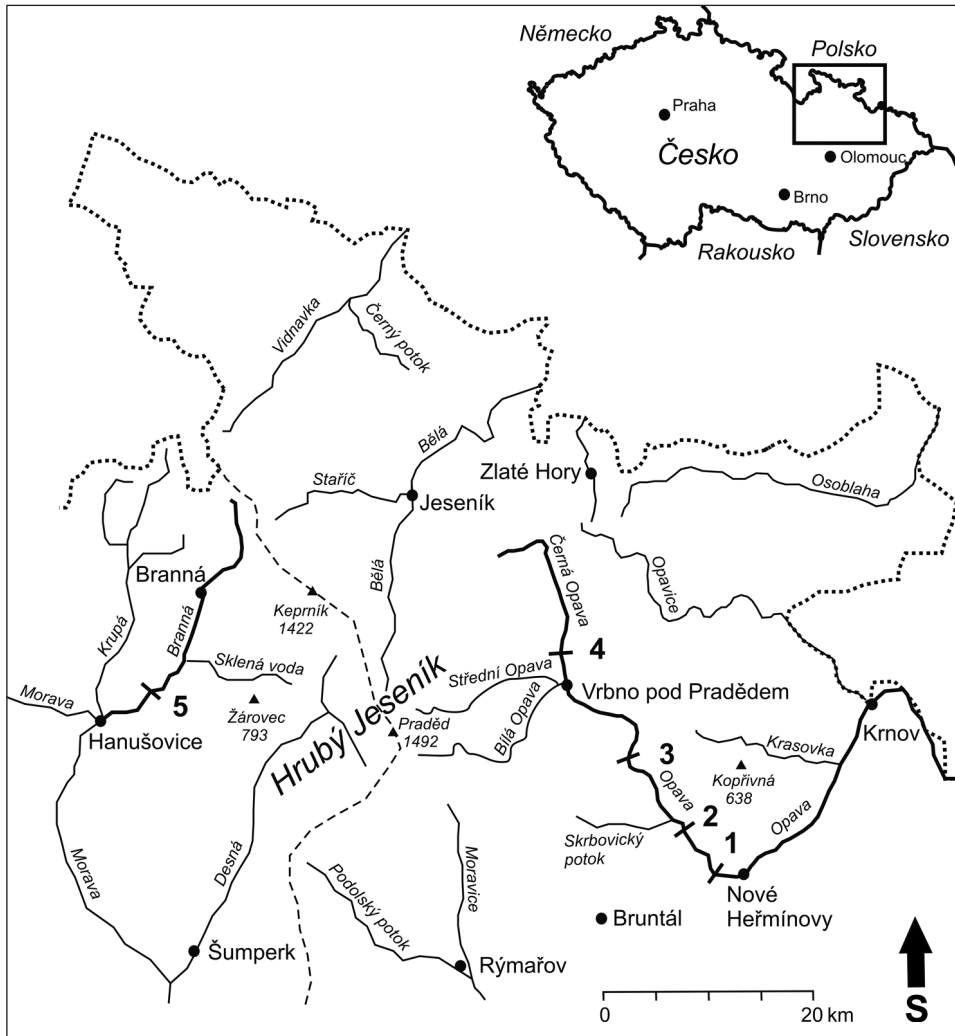 Německo
Polsko
Praha
Česko
Olomouc
Brno
Slovensko
Rakousko
Vidnavka
Černý potok
Bělá
Staříč
Jeseník
Zlaté Hory
Osoblaha
Branná
Krupá
Branná
Keprník
1422
Bělá
Černá Opava
Opavice
Sklená voda
Střední Opava
4
Morava
5
Žárovec
793
Hanušovice
Hrubý Jeseník
Praděd
1492
Bílá Opava
Vrbno pod Pradědem
Krnov
3
Krasovka
Kopřivná
638
Opava
2
1
Opava
Skrbovický
potok
Morava
Desná
Podolský potok
Moravice
Nové
Heřmínovy
Bruntál
Šumperk
Rýmařov
0
20 km
S